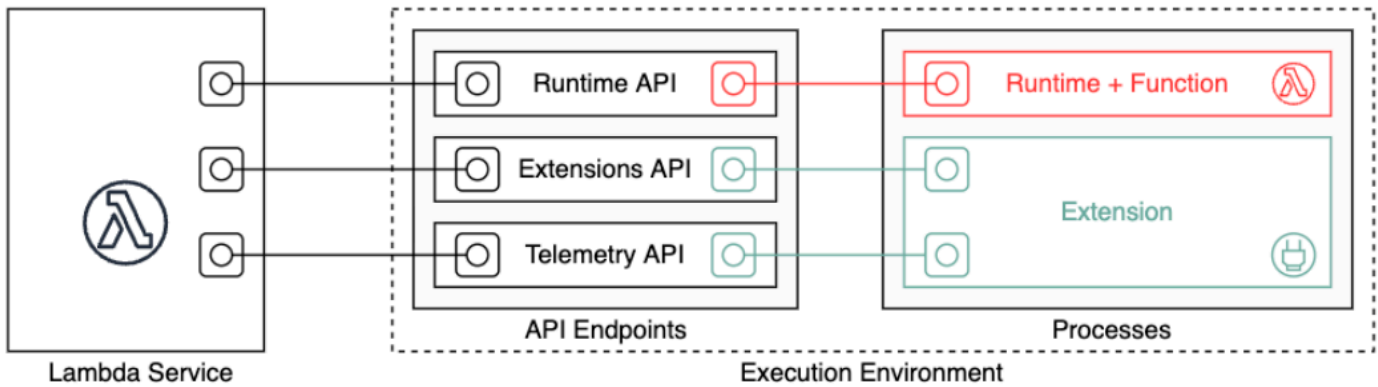 Runtime API
Runtime + Function
Extensions API
Extension
Telemetry API
API Endpoints
Processes
Lambda Service
Execution Environment